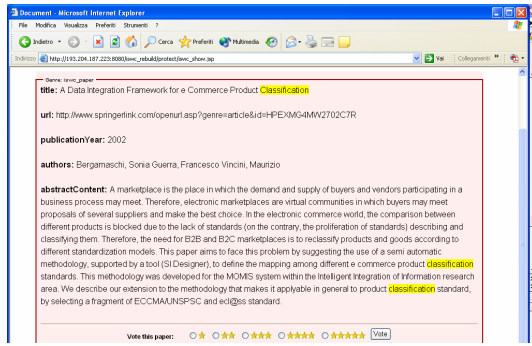 Document - Microsoft Internet Explorer
File Modifica Visualizza Preferiti Strumenti ?
Indietro Cerca Preferiti Multimedia
Indirizzo http://193.204.187.223:8080/iswc_rebuild/protect/iswc_show.jsp Vai Collegamenti »
Genre: iswc_paper
title: A Data Integration Framework for e Commerce Product Classification
url: http://www.springerlink.com/openurl.asp?genre=article&id=HPEXMG4MW2702C7R
publicationYear: 2002
authors: Bergamaschi, Sonia Guerra, Francesco Vincini, Maurizio
abstractContent: A marketplace is the place in which the demand and supply of buyers and vendors participating in a
business process may meet. Therefore, electronic marketplaces are virtual communities in which buyers may meet
proposals of several suppliers and make the best choice. In the electronic commerce world, the comparison between
different products is blocked due to the lack of standards (on the contrary, the proliferation of standards) describing and
classifying them. Therefore, the need for B2B and B2C marketplaces is to reclassify products and goods according to
different standardization models. This paper aims to face this problem by suggesting the use of a semi automatic
methodology, supported by a tool (SI Designer), to define the mapping among different e commerce product classification
standards. This methodology was developed for the MOMIS system within the Intelligent Integration of Information research
area. We describe our extension to the methodology that makes it applyable in general to product classification standard,
by selecting a fragment of ECCMA/UNSPSC and ecl@ss standard.
Vote this paper: Vote